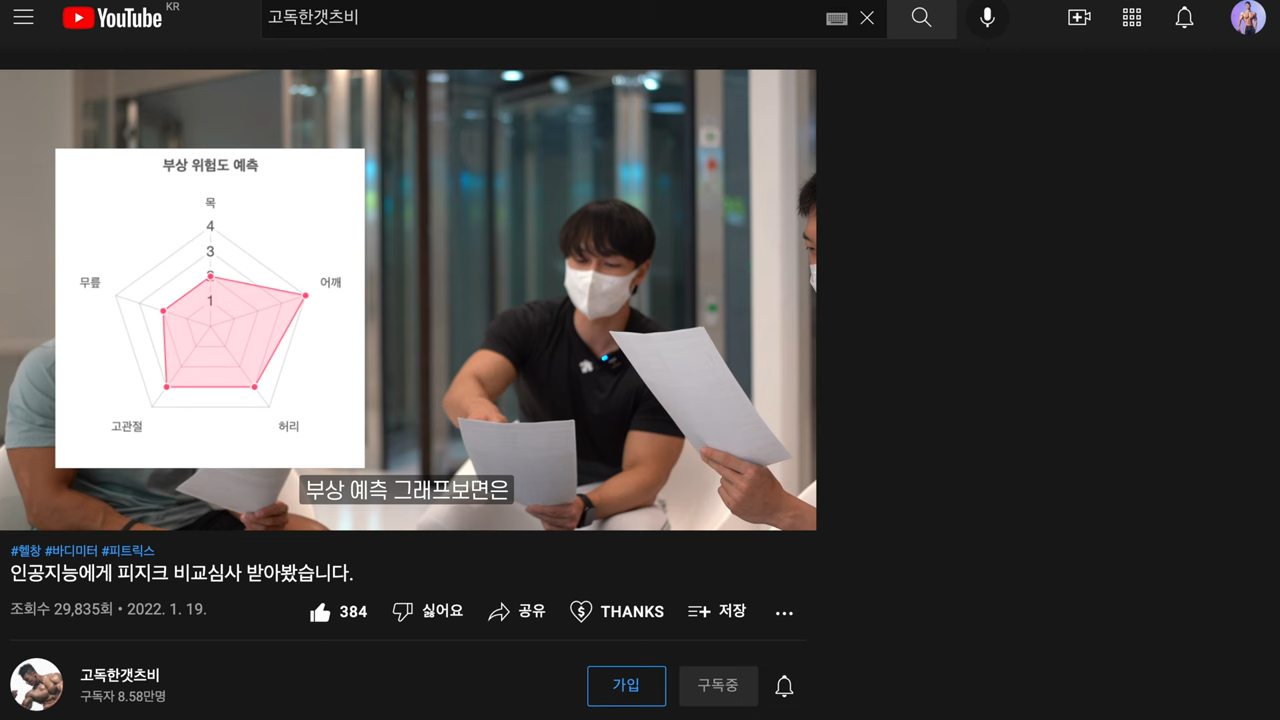 YouTube KR
고독한갯츠비
부상 위험도 예측
목
4
3
2
1
무릎
어깨
고관절
허리
부상 예측 그래프보면은
#헬창 #바디미터 #피트릭스
인공지능에게 피지크 비교심사 받아봤습니다.
조회수 29,835회 • 2022. 1. 19.
384
싫어요
공유
THANKS
저장
고독한갯츠비
구독자 8.58만명
가입
구독중